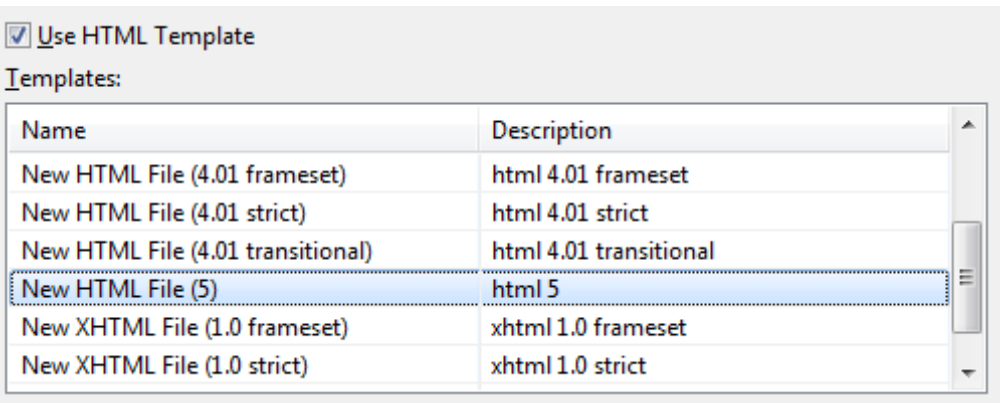 Use HTML Template
Templates:
Name Description
New HTML File (4.01 frameset) html 4.01 frameset
New HTML File (4.01 strict) html 4.01 strict
New HTML File (4.01 transitional) html 4.01 transitional
New HTML File (5) html 5
New XHTML File (1.0 frameset) xhtml 1.0 frameset
New XHTML File (1.0 strict) xhtml 1.0 strict